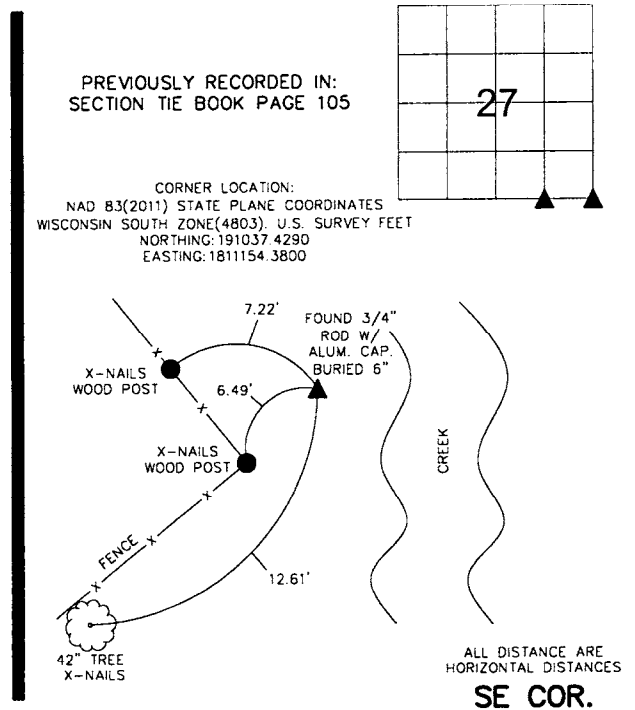 PREVIOUSLY RECORDED IN:
SECTION TIE BOOK PAGE 105
27
CORNER LOCATION:
NAD 83(2011) STATE PLANE COORDINATES
WISCONSIN SOUTH ZONE(4803). U.S. SURVEY FEET
NORTHING: 191037.4290
EASTING: 1811154.3800
7.22'
FOUND 3/4"
ROD W/
ALUM. CAP.
BURIED 6"
X-NAILS
WOOD POST
6.49'
X-NAILS
WOOD POST
CREEK
FENCE
12.61'
42" TREE
X-NAILS
ALL DISTANCE ARE
HORIZONTAL DISTANCES
SE COR.
X
X
X
X
X